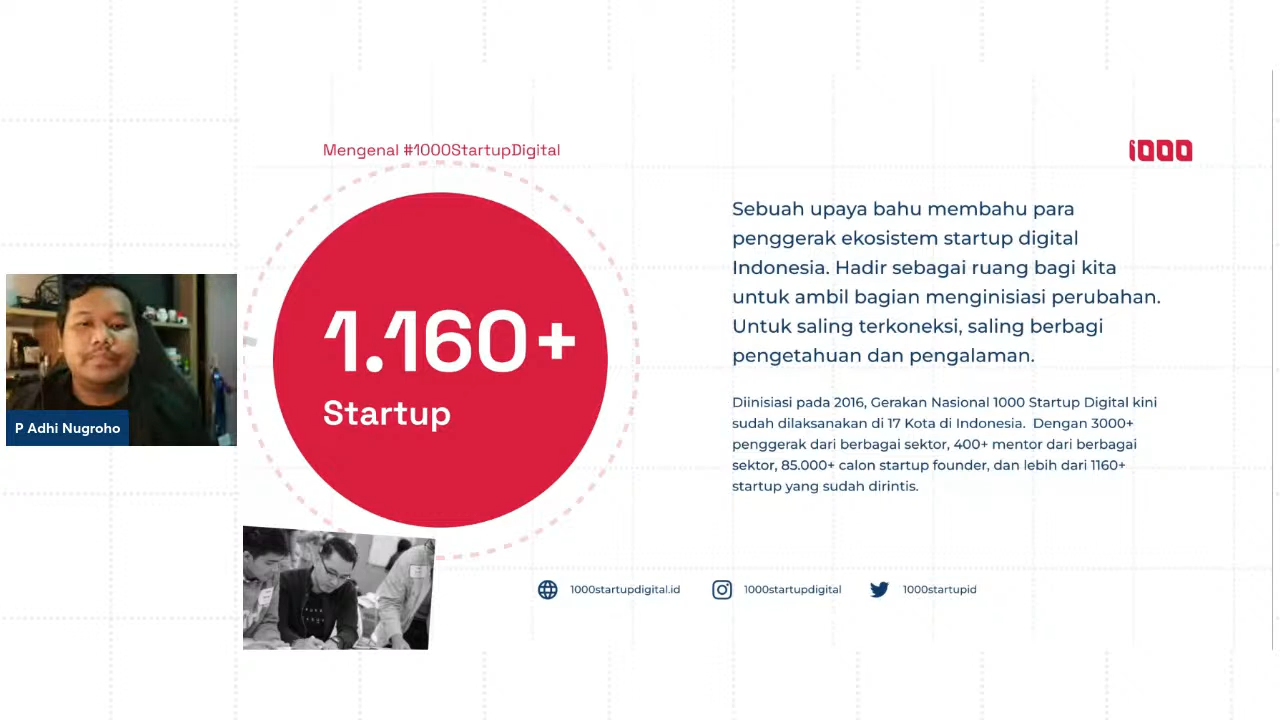 Mengenal #1000StartupDigital
1000
1.160+
Startup
Sebuah upaya bahu membahu para
penggerak ekosistem startup digital
Indonesia. Hadir sebagai ruang bagi kita
untuk ambil bagian menginisiasi perubahan.
Untuk saling terkoneksi, saling berbagi
pengetahuan dan pengalaman.
Diinisiasi pada 2016, Gerakan Nasional 1000 Startup Digital kini
sudah dilaksanakan di 17 Kota di Indonesia. Dengan 3000+
penggerak dari berbagai sektor, 400+ mentor dari berbagai
sektor, 85.000+ calon startup founder, dan lebih dari 1160+
startup yang sudah dirintis.
P Adhi Nugroho
1000startupdigital.id
1000startupdigital
1000startupid